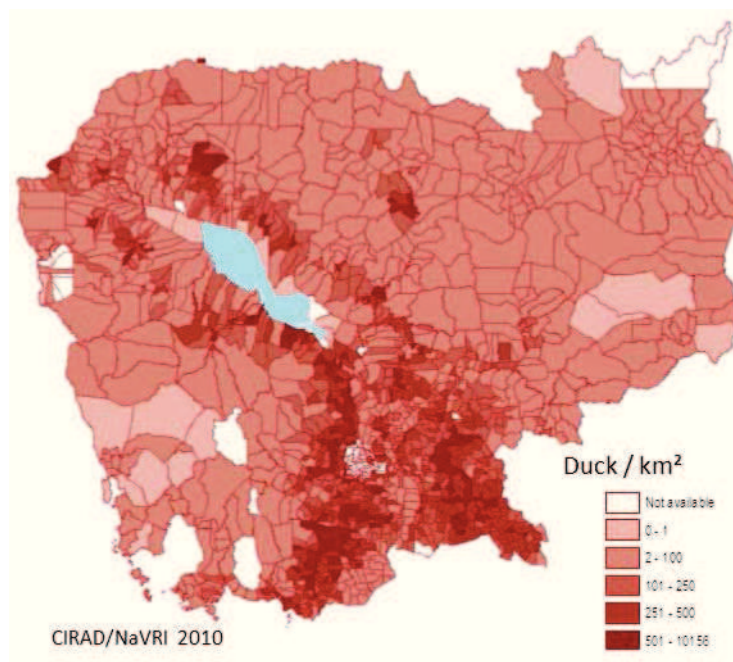 Duck / km²
Not available
0 - 1
2 - 100
101 - 250
251 - 500
501 - 10156
CIRAD/NaVRI 2010